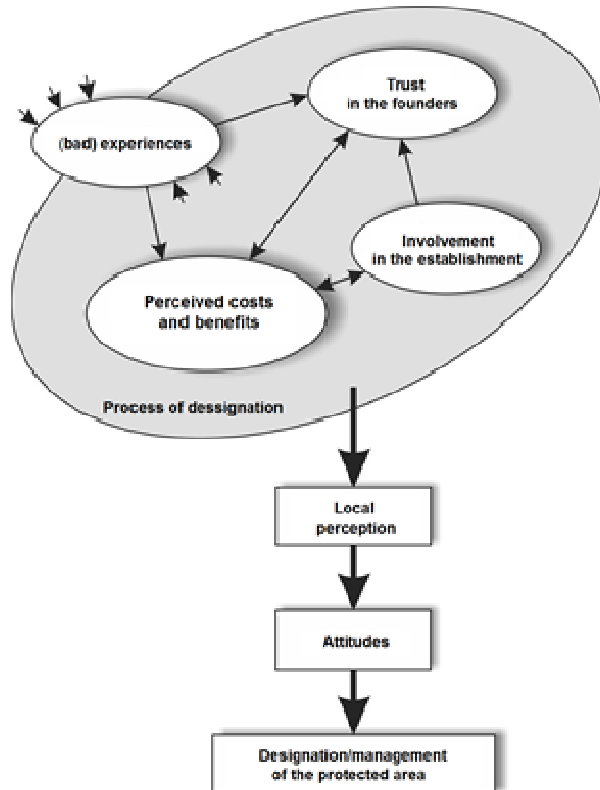 Trust
in the founders
(bad) experiences
Involvement
in the establishment
Perceived costs
and benefits
Process of dessignation
Local
perception
Attitudes
Designation/management
of the protected area